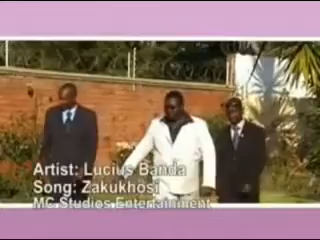 Artist: Lucius Banda
Song: Zakukhosi
MC Studios Entertainment